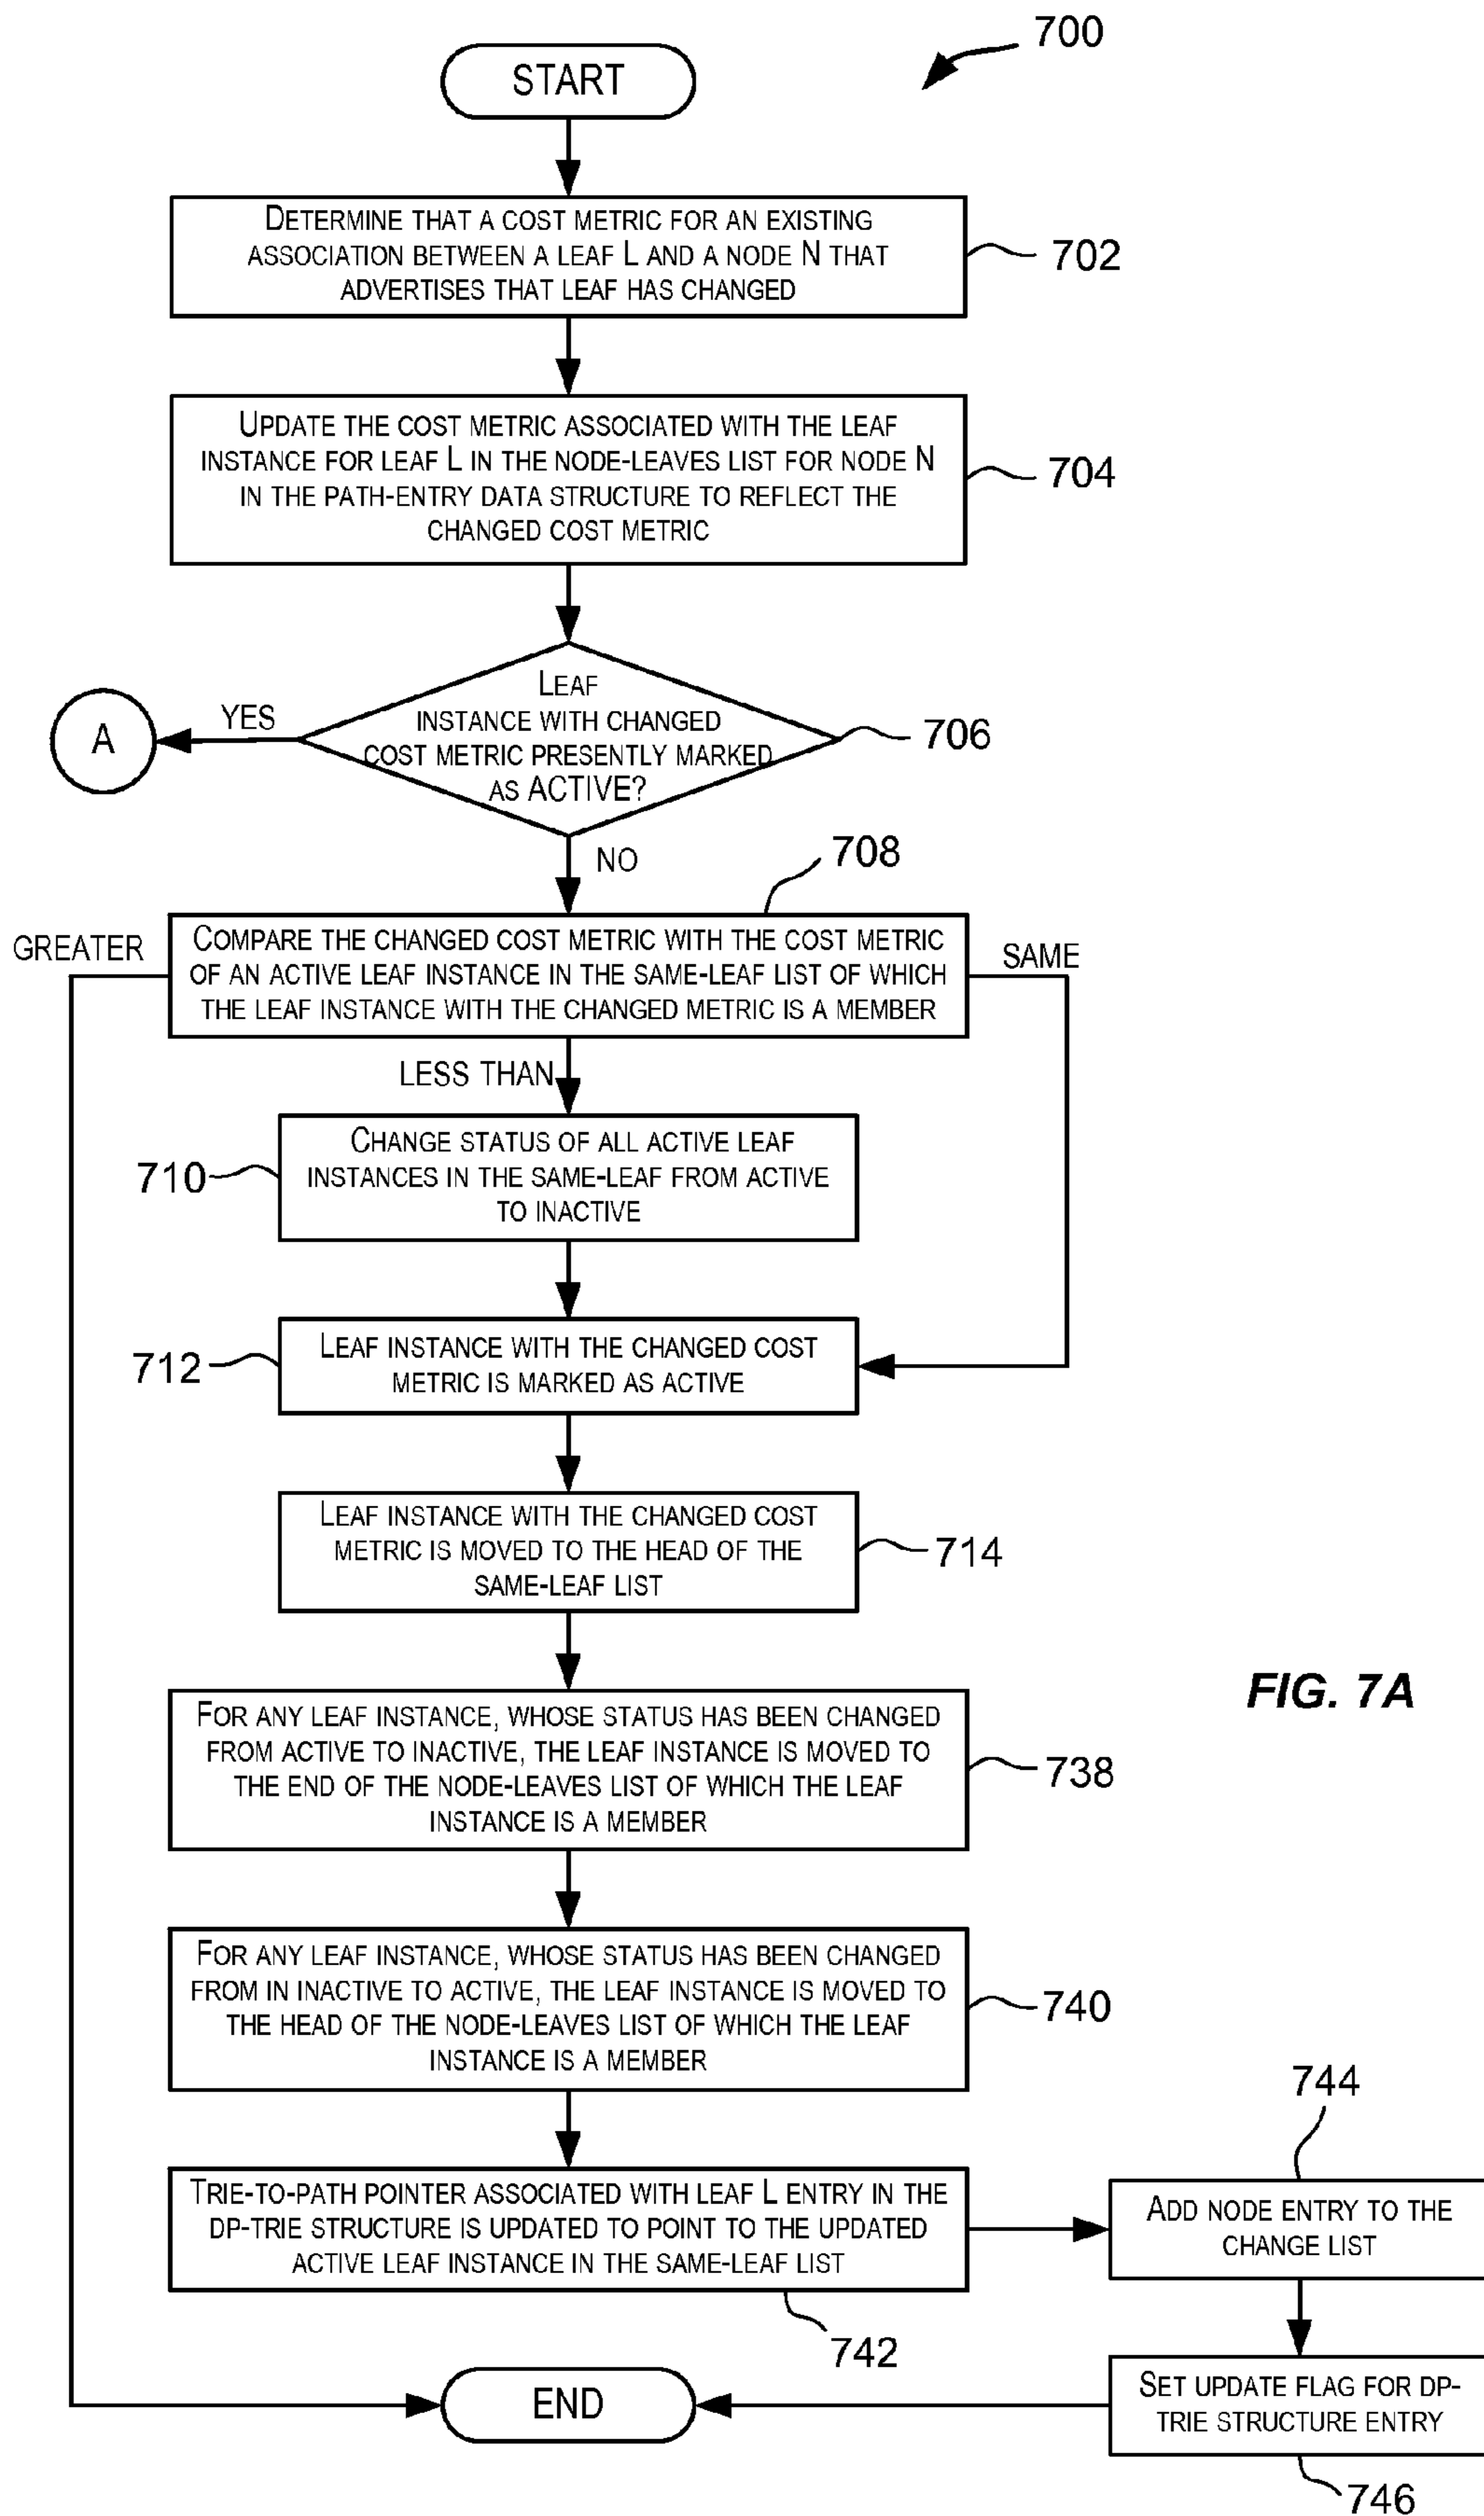 700
START
DETERMINE THAT A COST METRIC FOR AN EXISTING
ASSOCIATION BETWEEN A LEAF L AND A NODE N THAT
ADVERTISES THAT LEAF HAS CHANGED
702
UPDATE THE COST METRIC ASSOCIATED WITH THE LEAF
INSTANCE FOR LEAF L IN THE NODE-LEAVES LIST FOR NODE N
IN THE PATH-ENTRY DATA STRUCTURE TO REFLECT THE
CHANGED COST METRIC
704
LEAF
INSTANCE WITH CHANGED
COST METRIC PRESENTLY MARKED
AS ACTIVE?
706
YES
A
NO
708
COMPARE THE CHANGED COST METRIC WITH THE COST METRIC
OF AN ACTIVE LEAF INSTANCE IN THE SAME-LEAF LIST OF WHICH
THE LEAF INSTANCE WITH THE CHANGED METRIC IS A MEMBER
GREATER
SAME
LESS THAN
CHANGE STATUS OF ALL ACTIVE LEAF
INSTANCES IN THE SAME-LEAF FROM ACTIVE
TO INACTIVE
710
LEAF INSTANCE WITH THE CHANGED COST
METRIC IS MARKED AS ACTIVE
712
LEAF INSTANCE WITH THE CHANGED COST
METRIC IS MOVED TO THE HEAD OF THE
SAME-LEAF LIST
714
FIG. 7A
FOR ANY LEAF INSTANCE, WHOSE STATUS HAS BEEN CHANGED
FROM ACTIVE TO INACTIVE, THE LEAF INSTANCE IS MOVED TO
THE END OF THE NODE-LEAVES LIST OF WHICH THE LEAF
INSTANCE IS A MEMBER
738
FOR ANY LEAF INSTANCE, WHOSE STATUS HAS BEEN CHANGED
FROM IN INACTIVE TO ACTIVE, THE LEAF INSTANCE IS MOVED TO
THE HEAD OF THE NODE-LEAVES LIST OF WHICH THE LEAF
INSTANCE IS A MEMBER
740
TRIE-TO-PATH POINTER ASSOCIATED WITH LEAF L ENTRY IN THE
DP-TRIE STRUCTURE IS UPDATED TO POINT TO THE UPDATED
ACTIVE LEAF INSTANCE IN THE SAME-LEAF LIST
742
744
ADD NODE ENTRY TO THE
CHANGE LIST
SET UPDATE FLAG FOR DP-
TRIE STRUCTURE ENTRY
746
END